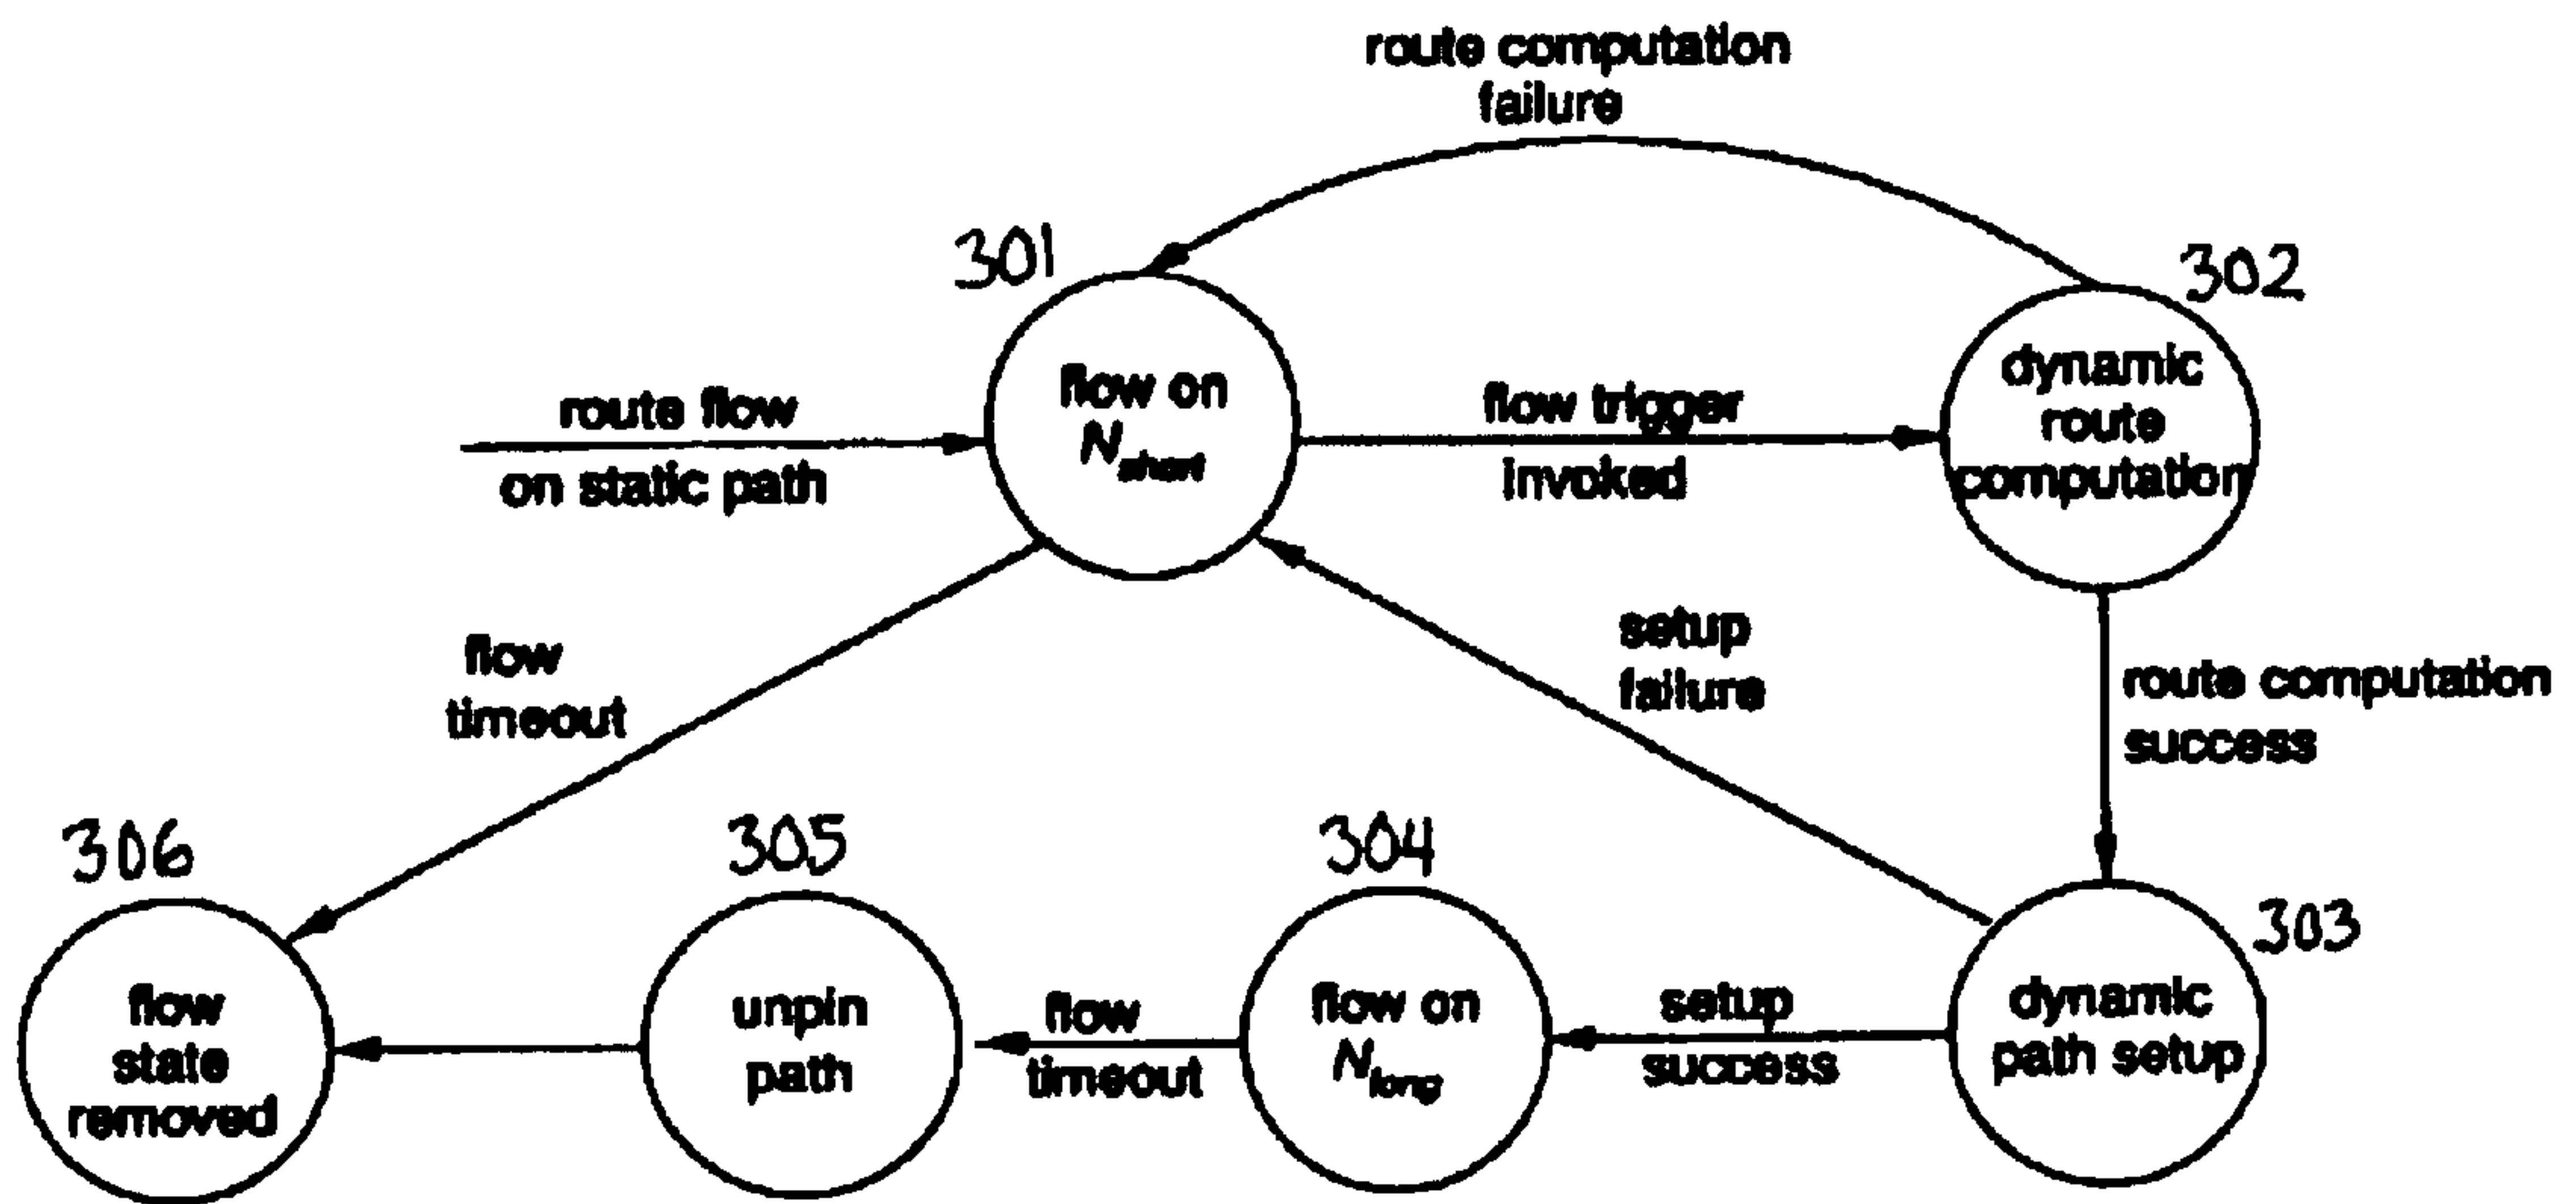 route computation
failure
301
302
flow on
N_short
dynamic
route
computation
route flow
on static path
flow trigger
invoked
flow
timeout
setup
failure
route computation
success
306
305
304
303
flow
state
removed
unpin
path
flow
timeout
flow on
N_long
setup
success
dynamic
path setup